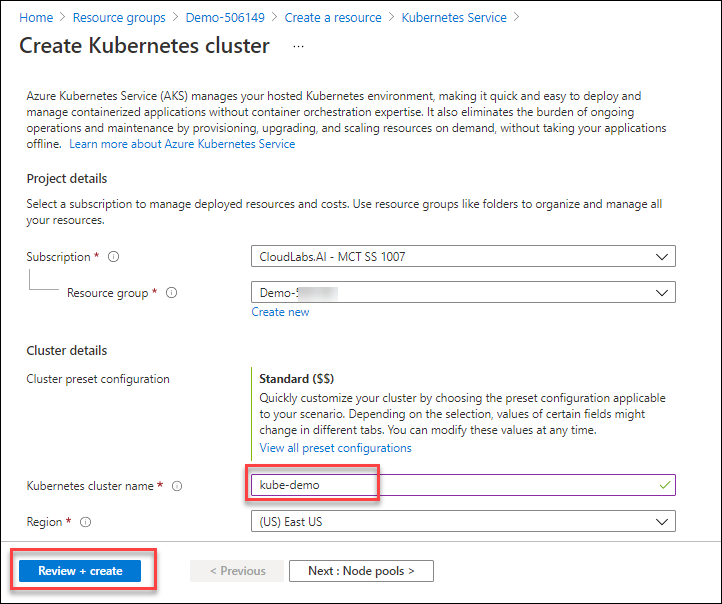 Home > Resource groups > Demo-506149 > Create a resource > Kubernetes Service >
Create Kubernetes cluster ...
Azure Kubernetes Service (AKS) manages your hosted Kubernetes environment, making it quick and easy to deploy and
manage containerized applications without container orchestration expertise. It also eliminates the burden of ongoing
operations and maintenance by provisioning, upgrading, and scaling resources on demand, without taking your applications
offline. Learn more about Azure Kubernetes Service
Project details
Select a subscription to manage deployed resources and costs. Use resource groups like folders to organize and manage all
your resources.
Subscription *
CloudLabs.AI - MCT SS 1007
Resource group *
Demo-
Create new
Cluster details
Cluster preset configuration
Standard ($$)
Quickly customize your cluster by choosing the preset configuration applicable
to your scenario. Depending on the selection, values of certain fields might
change in different tabs. You can modify these values at any time.
View all preset configurations
Kubernetes cluster name *
kube-demo
Region *
(US) East US
Review + create
< Previous
Next : Node pools >